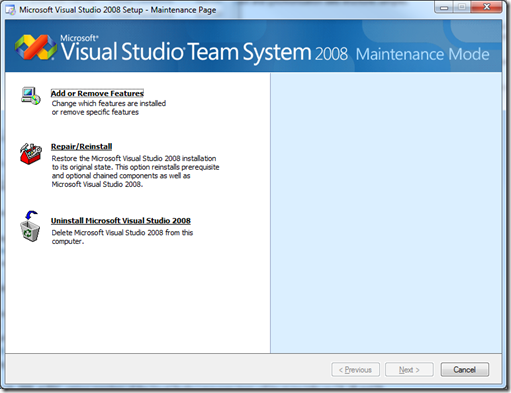 Microsoft Visual Studio 2008 Setup - Maintenance Page
Microsoft®
Visual Studio® Team System 2008 Maintenance Mode
Add or Remove Features
Change which features are installed
or remove specific features
Repair/Reinstall
Restore the Microsoft Visual Studio 2008 installation
to its original state. This option reinstalls prerequisite
and optional chained components as well as
Microsoft Visual Studio 2008.
Uninstall Microsoft Visual Studio 2008
Delete Microsoft Visual Studio 2008 from this
computer.
< Previous
Next >
Cancel